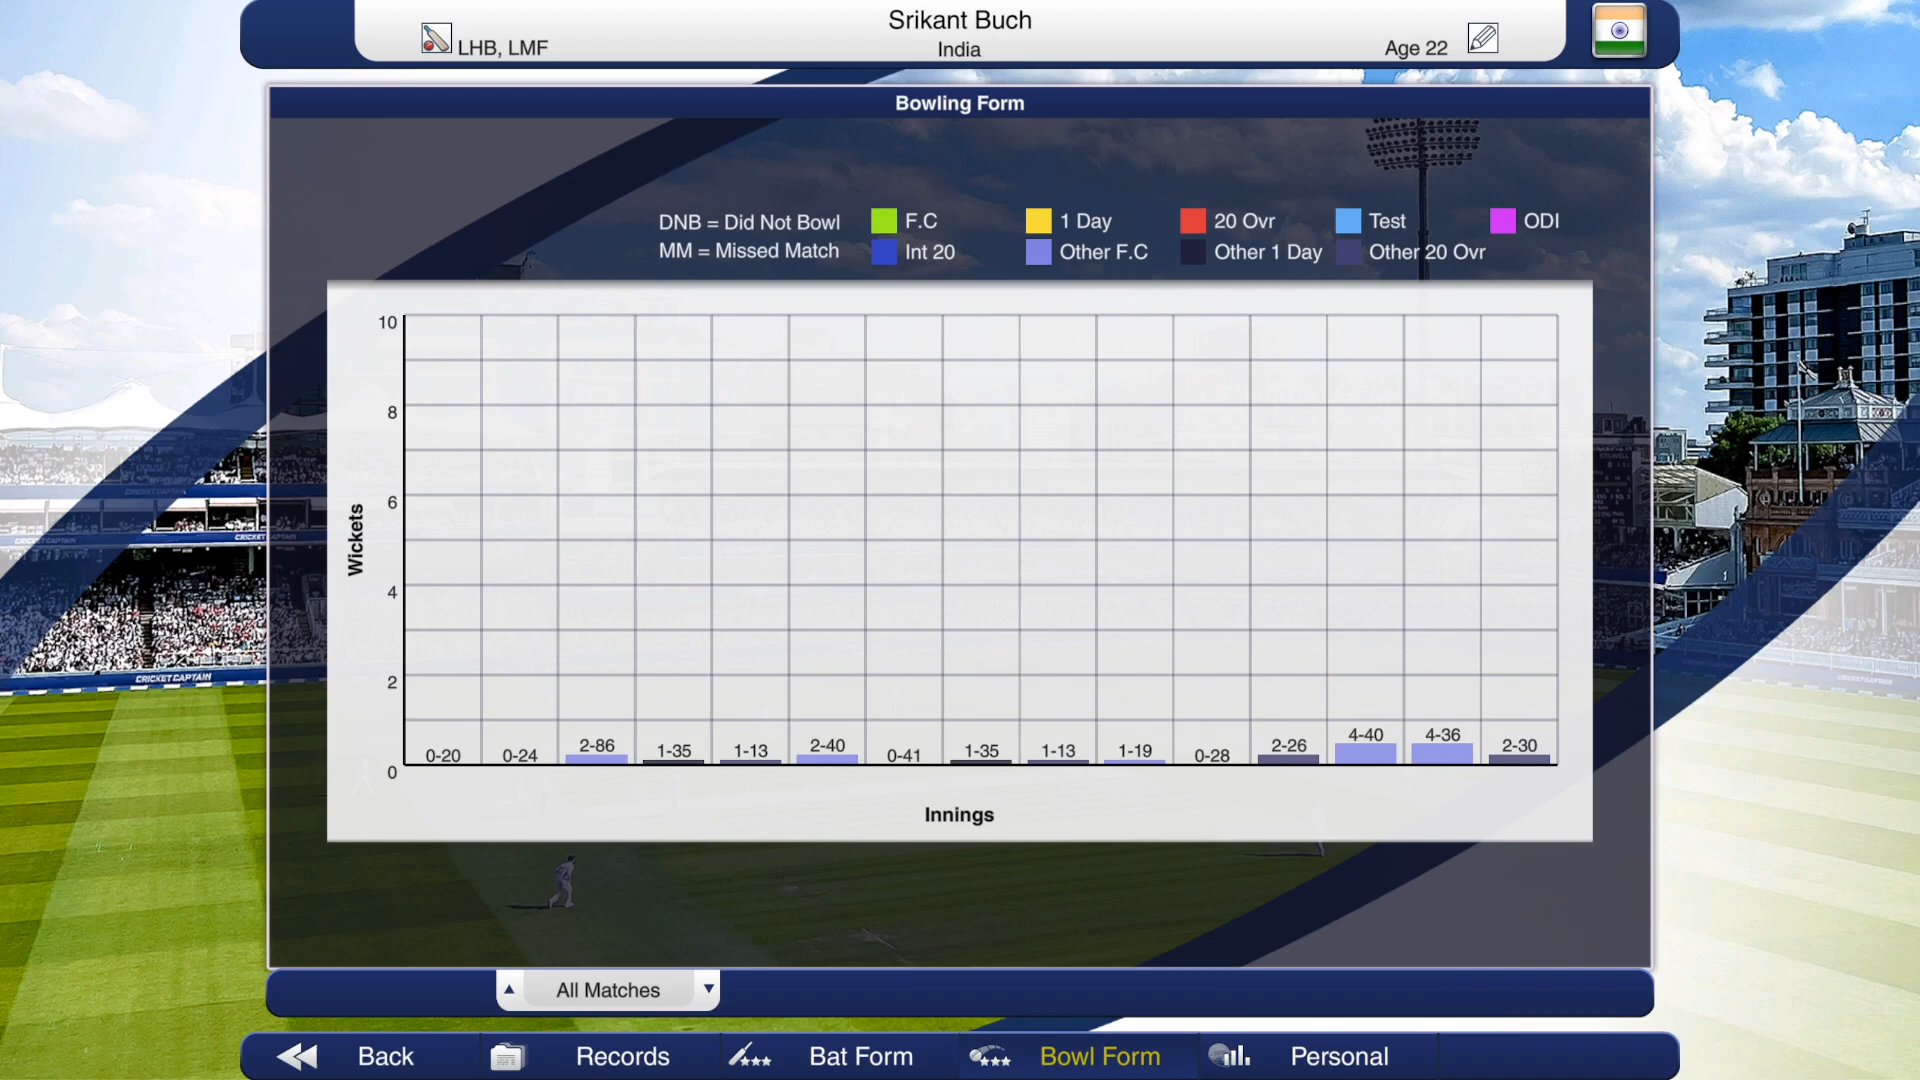 Srikant Buch
LHB, LMF
India
Age 22
Bowling Form
DNB = Did Not Bowl
F.C
1 Day
20 Ovr
Test
ODI
MM = Missed Match
Int 20
Other F.C
Other 1 Day
Other 20 Ovr
10
8
6
4
2
0
Wickets
0-20
0-24
2-86
1-35
1-13
2-40
0-41
1-35
1-13
1-19
0-28
2-26
4-40
4-36
2-30
Innings
CRICKET CAPTAIN
CRICKET CAPTAIN
All Matches
Back
Records
Bat Form
Bowl Form
Personal